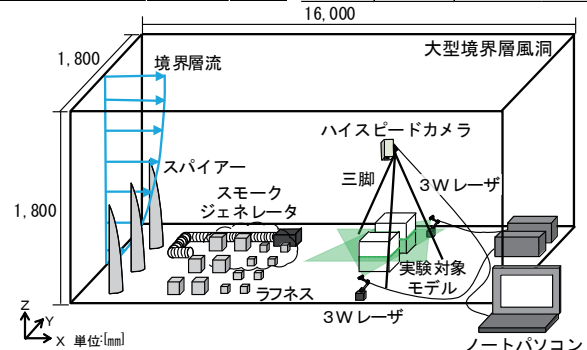 16,000
1,800
境界層流
大型境界層風洞
ハイスピードカメラ
スパイアー
三脚
3Wレーザ
1,800
スモーク
ジェネレータ
実験対象
モデル
ラフネス
3Wレーザ
ノートパソコン
Z
Y
X 単位:[mm]